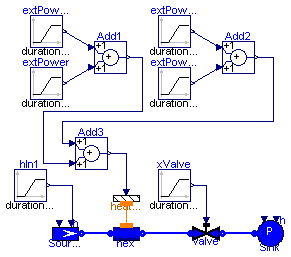 extPow... extPow...
Add1 Add2
duration... duration...
extPower extPow...
duration... duration...
Add3
hIn1 xValve
duration... duration...
P
h
Sour... hex valve Sink